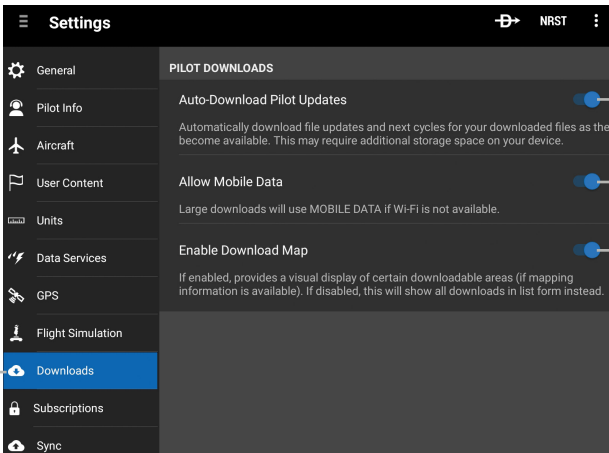 Settings
NRST
General
Pilot Info
Aircraft
User Content
Units
Data Services
GPS
Flight Simulation
Downloads
Subscriptions
Sync
PILOT DOWNLOADS
Auto-Download Pilot Updates
Automatically download file updates and next cycles for your downloaded files as the
become available. This may require additional storage space on your device.
Allow Mobile Data
Large downloads will use MOBILE DATA if Wi-Fi is not available.
Enable Download Map
If enabled, provides a visual display of certain downloadable areas (if mapping
information is available). If disabled, this will show all downloads in list form instead.